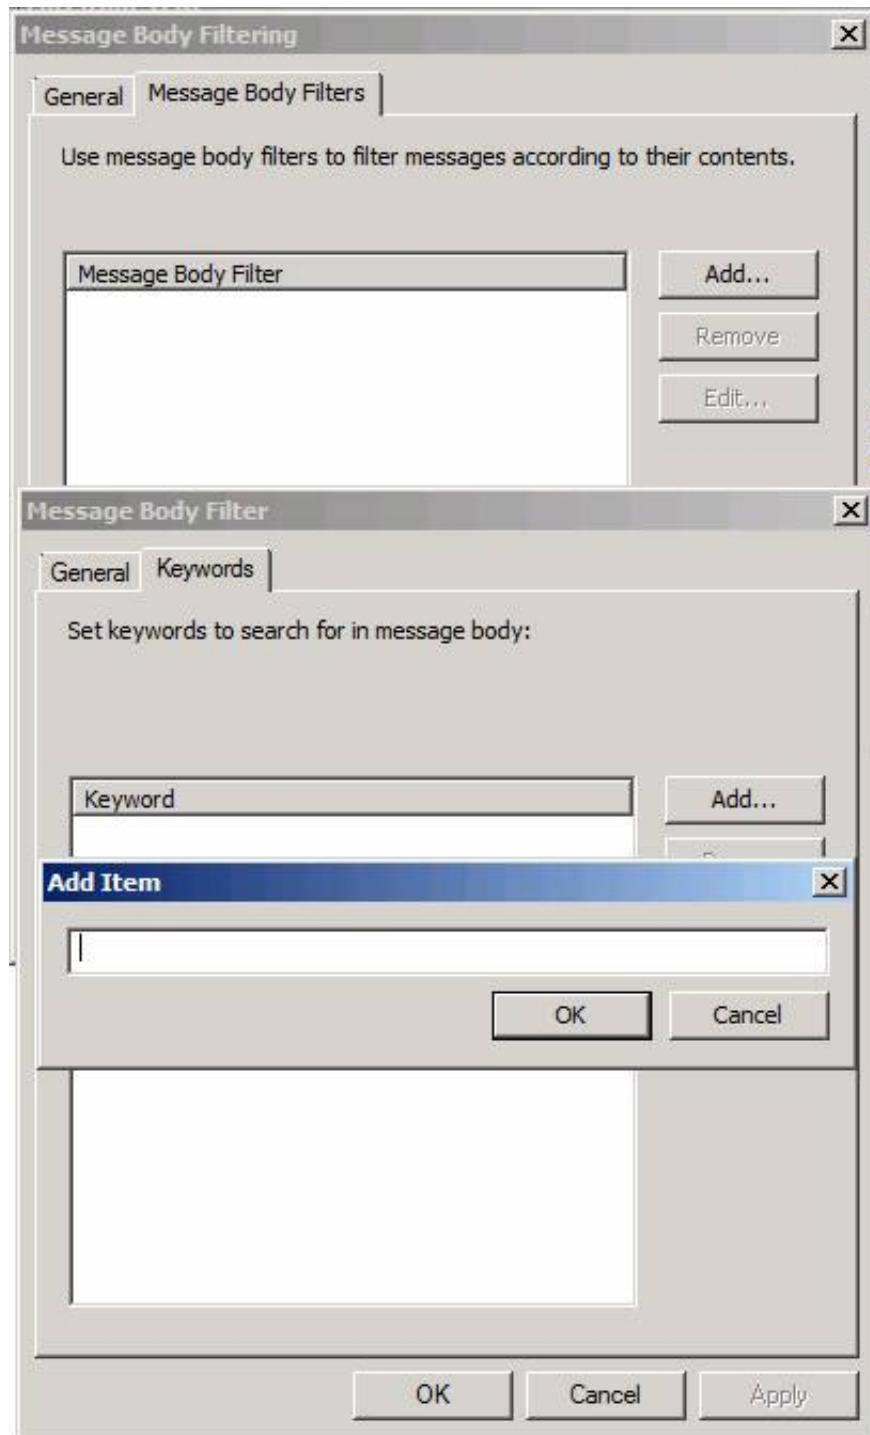 Message Body Filtering
General Message Body Filters
Use message body filters to filter messages according to their contents.
Message Body Filter
Add...
Remove
Edit...
Message Body Filter
General Keywords
Set keywords to search for in message body:
Keyword
Add...
Add Item
OK Cancel
OK Cancel Apply